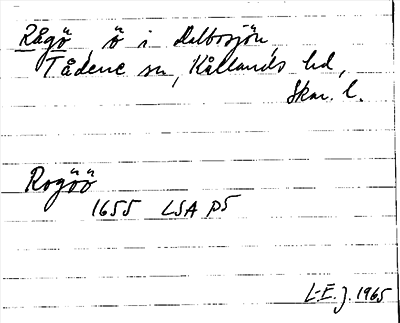 Rågö, ö i Dalbosjön,
Tådene sn, Kållands hd,
Skar. l.
Rogöö
1655 LSA P5
L-E. J. 1965